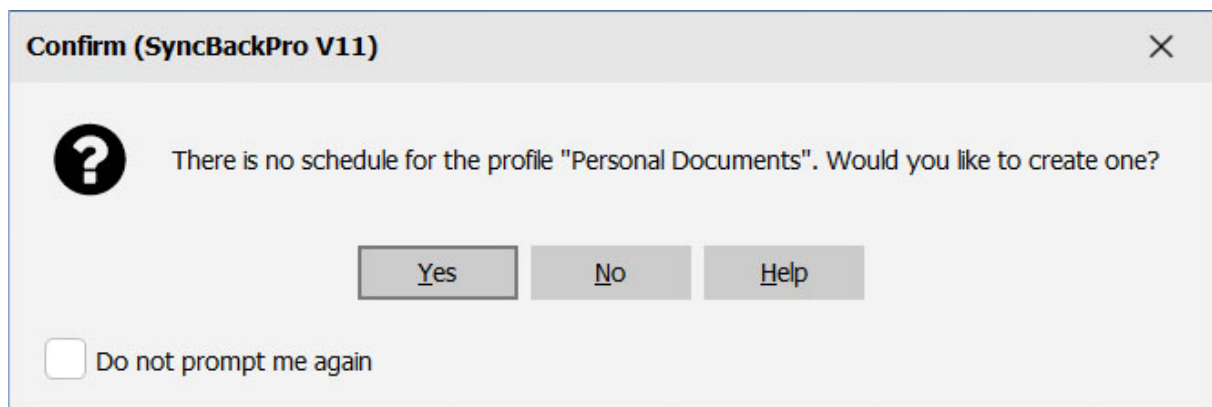 Confirm (SyncBackPro V11)
There is no schedule for the profile "Personal Documents". Would you like to create one?
Yes
No
Help
Do not prompt me again